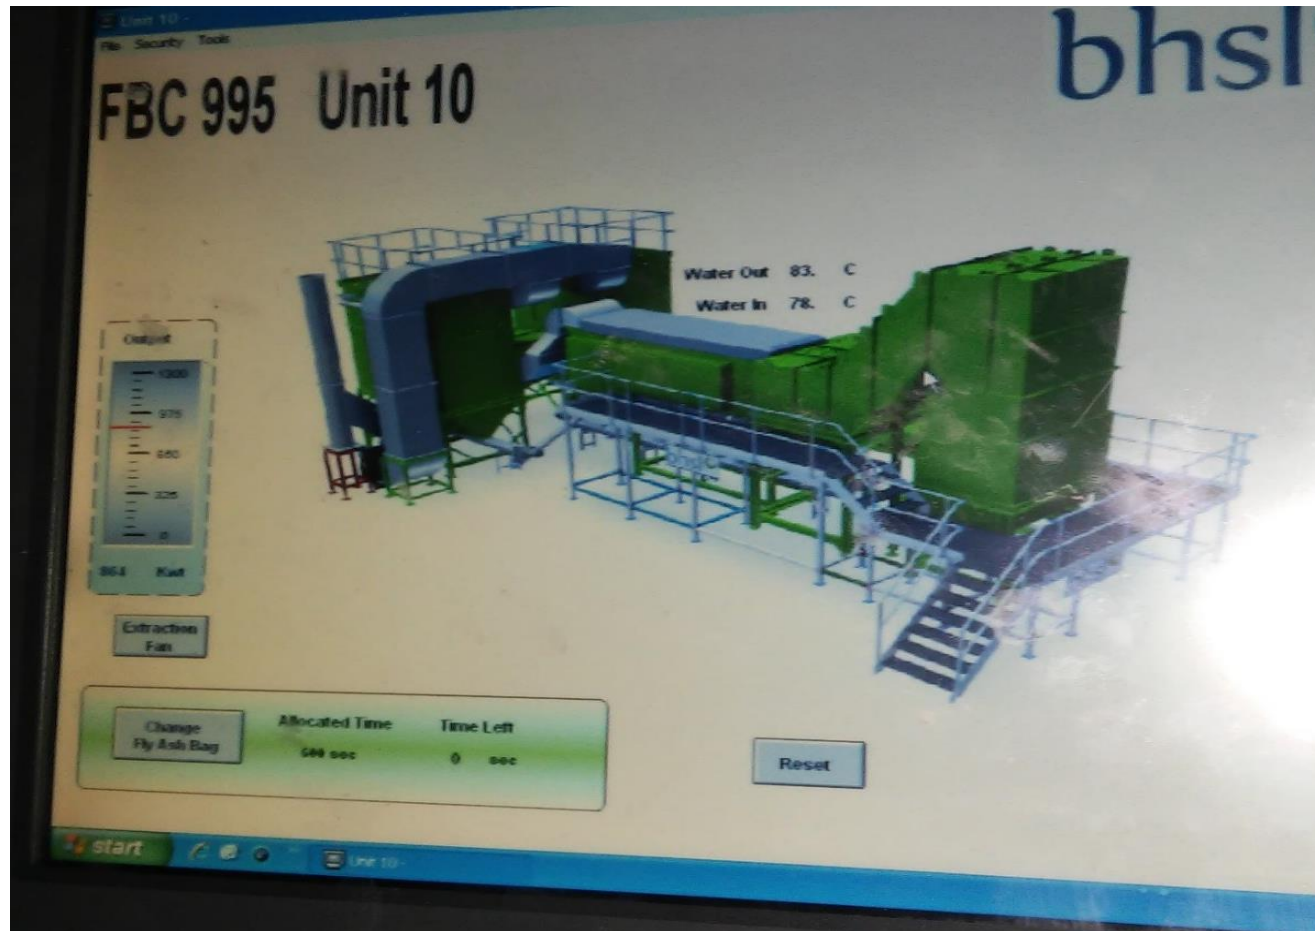 Unit 10 -
File Security Tools
bhsl
FBC 995 Unit 10
Water Out 83. C
Water In 78. C
Output
1300
975
650
325
0
864 Kwt
Extraction
Fan
Change
Fly Ash Bag
Allocated Time
600 sec
Time Left
0 sec
Reset
start
Unit 10 -